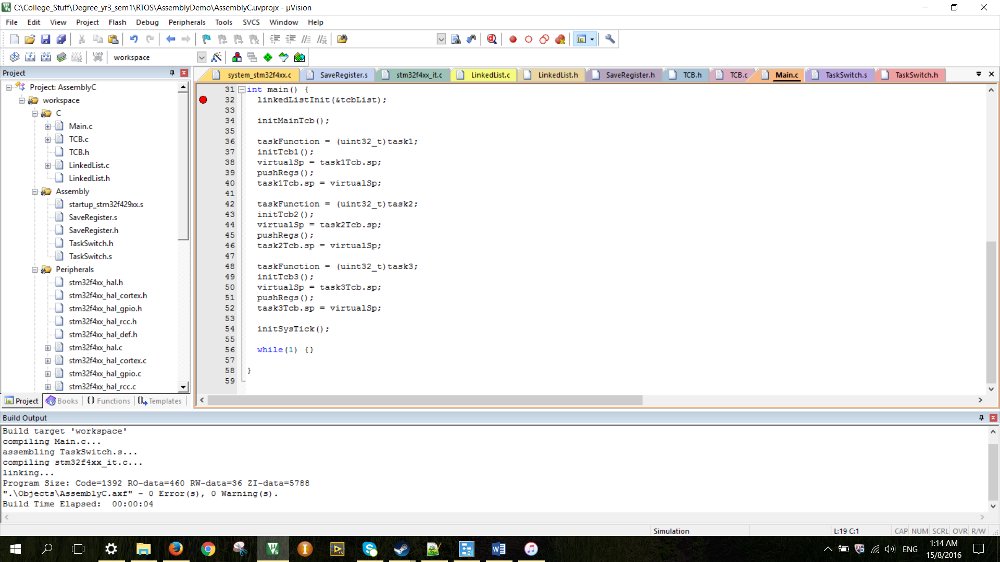 C:\College_Stuff\Degree_yr3_sem1\RTOS\AssemblyDemo\AssemblyC.uvprojx - µVision
File Edit View Project Flash Debug Peripherals Tools SVCS Window Help
LOAD workspace
Project
Project: AssemblyC
workspace
C
Main.c
TCB.c
TCB.h
LinkedList.c
LinkedList.h
Assembly
startup_stm32f429xx.s
SaveRegister.s
SaveRegister.h
TaskSwitch.h
TaskSwitch.s
Peripherals
stm32f4xx_hal.h
stm32f4xx_hal_cortex.h
stm32f4xx_hal_gpio.h
stm32f4xx_hal_rcc.h
stm32f4xx_hal_def.h
stm32f4xx_hal.c
stm32f4xx_hal_cortex.c
stm32f4xx_hal_gpio.c
stm32f4xx_hal_rcc.c
Project Books {} Functions Templates
system_stm32f4xx.c SaveRegister.s stm32f4xx_it.c LinkedList.c LinkedList.h SaveRegister.h TCB.h TCB.c Main.c TaskSwitch.s TaskSwitch.h
31 int main() {
32 linkedListInit(&tcbList);
33
34 initMainTcb();
35
36 taskFunction = (uint32_t)task1;
37 initTcb1();
38 virtualSp = task1Tcb.sp;
39 pushRegs();
40 task1Tcb.sp = virtualSp;
41
42 taskFunction = (uint32_t)task2;
43 initTcb2();
44 virtualSp = task2Tcb.sp;
45 pushRegs();
46 task2Tcb.sp = virtualSp;
47
48 taskFunction = (uint32_t)task3;
49 initTcb3();
50 virtualSp = task3Tcb.sp;
51 pushRegs();
52 task3Tcb.sp = virtualSp;
53
54 initSysTick();
55
56 while(1) {}
57
58 }
59
Build Output
Build target 'workspace'
compiling Main.c...
assembling TaskSwitch.s...
compiling stm32f4xx_it.c...
linking...
Program Size: Code=1392 RO-data=460 RW-data=36 ZI-data=5788
".\Objects\AssemblyC.axf" - 0 Error(s), 0 Warning(s).
Build Time Elapsed:  00:00:04
Simulation L:19 C:1 CAP NUM SCRL OVR R/W
ENG 1:14 AM
15/8/2016